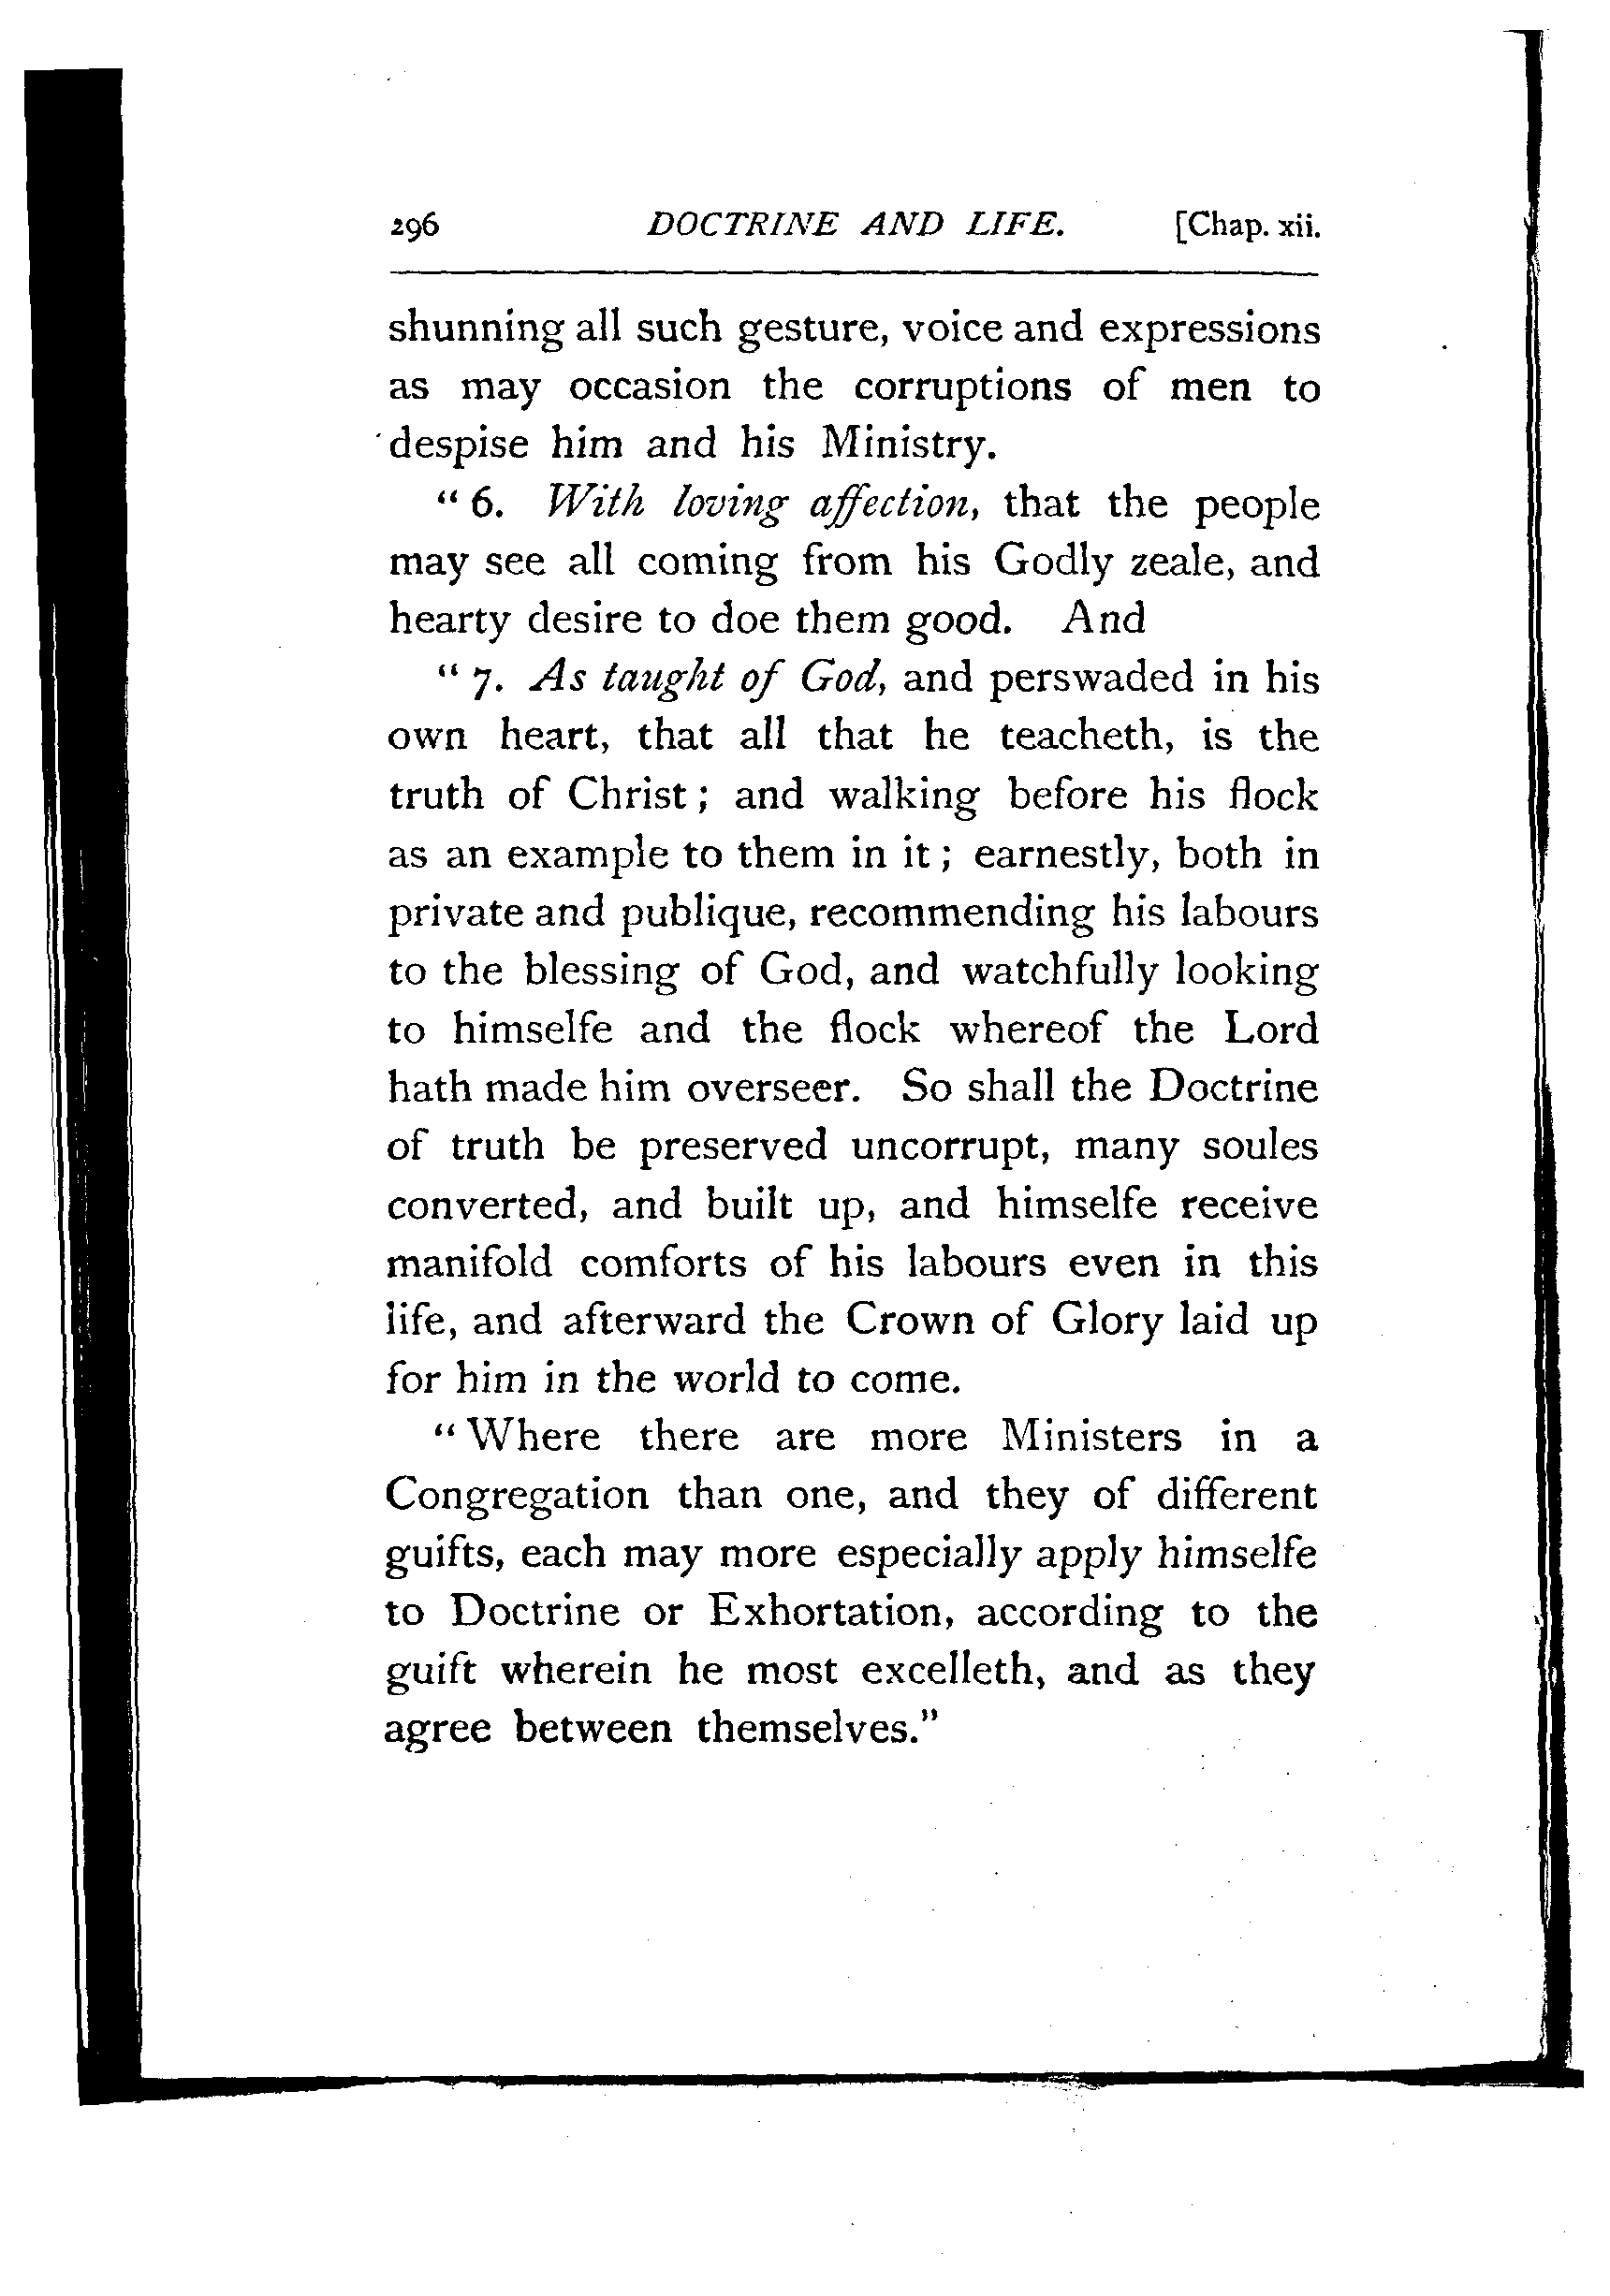 296 DOCTRINE AND LIFE. [Chap. xii.
shunning all such gesture, voice and expressions
as may occasion the corruptions of men to
despise him and his Ministry.
“ 6. With loving affection, that the people
may see all coming from his Godly zeale, and
hearty desire to doe them good. And
“ 7. As taught of God, and perswaded in his
own heart, that all that he teacheth, is the
truth of Christ ; and walking before his flock
as an example to them in it ; earnestly, both in
private and publique, recommending his labours
to the blessing of God, and watchfully looking
to himselfe and the flock whereof the Lord
hath made him overseer. So shall the Doctrine
of truth be preserved uncorrupt, many soules
converted, and built up, and himselfe receive
manifold comforts of his labours even in this
life, and afterward the Crown of Glory laid up
for him in the world to come.
“ Where there are more Ministers in a
Congregation than one, and they of different
guifts, each may more especially apply himselfe
to Doctrine or Exhortation, according to the
guift wherein he most excelleth, and as they
agree between themselves.”